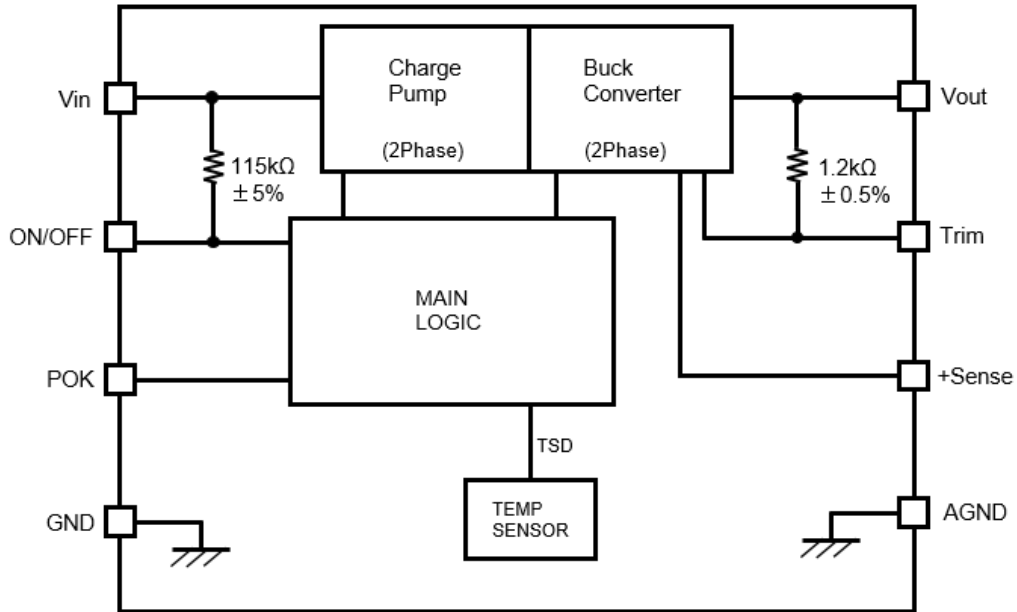 Charge
Pump
(2Phase)
Buck
Converter
(2Phase)
Vin
Vout
115kΩ
±5%
1.2kΩ
±0.5%
ON/OFF
Trim
MAIN
LOGIC
POK
+Sense
TSD
TEMP
SENSOR
GND
AGND